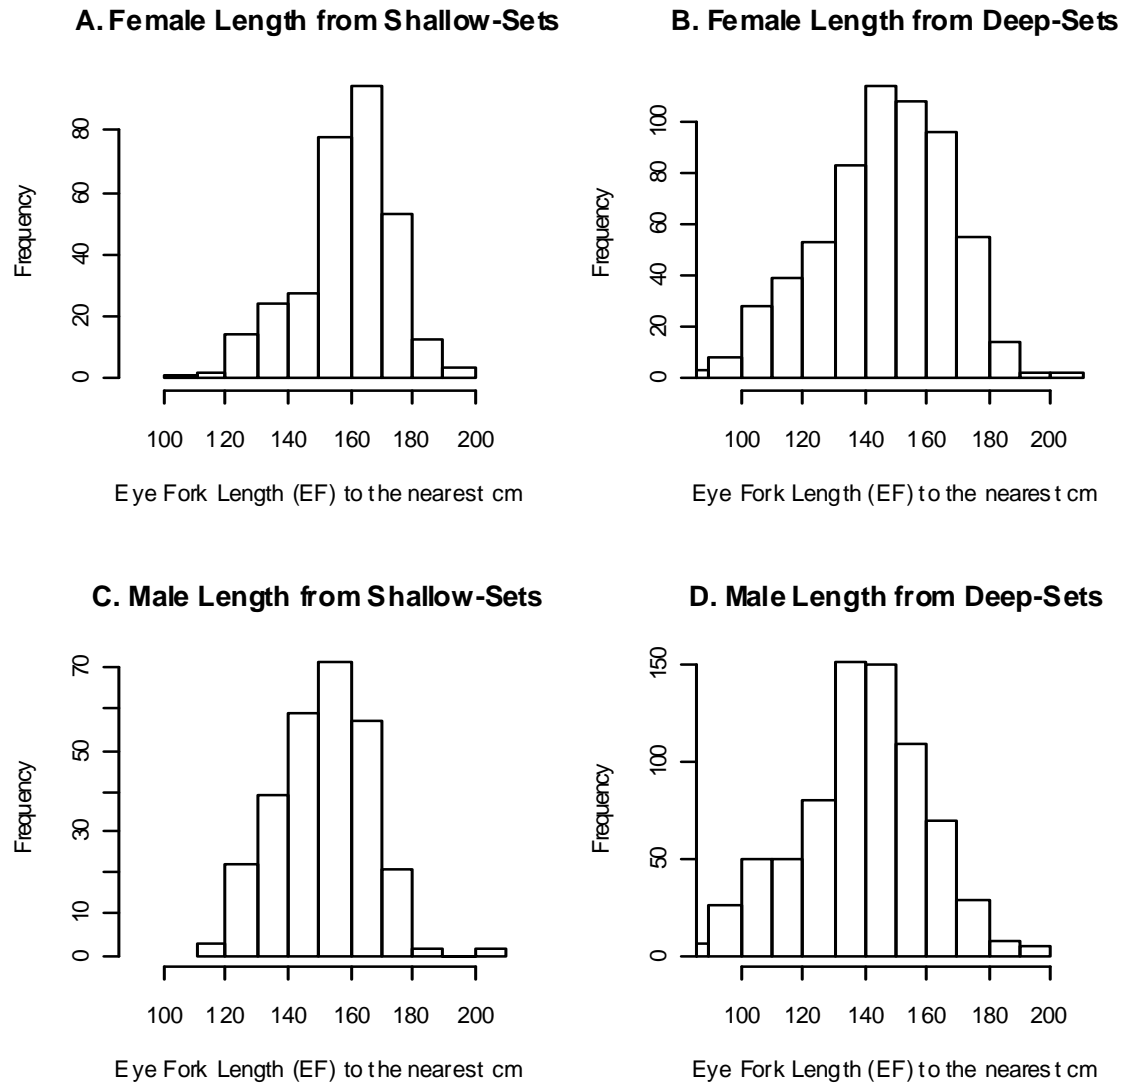 A. Female Length from Shallow-Sets
B. Female Length from Deep-Sets
Frequency
0 20 40 60 80
100 120 140 160 180 200
Eye Fork Length (EF) to the nearest cm
Frequency
0 20 40 60 80 100
100 120 140 160 180 200
Eye Fork Length (EF) to the nearest cm
C. Male Length from Shallow-Sets
D. Male Length from Deep-Sets
Frequency
0 10 30 50 70
100 120 140 160 180 200
Eye Fork Length (EF) to the nearest cm
Frequency
0 50 100 150
100 120 140 160 180 200
Eye Fork Length (EF) to the nearest cm